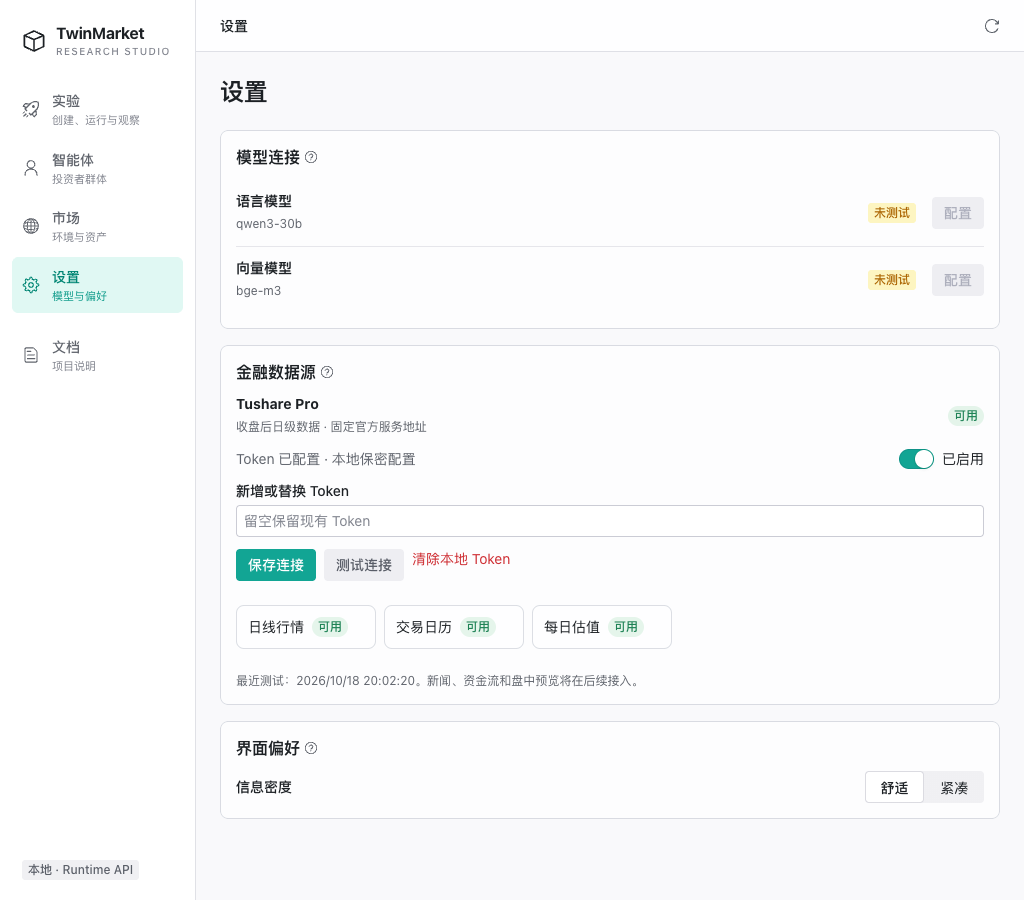 TwinMarket
RESEARCH STUDIO
实验
创建、运行与观察
智能体
投资者群体
市场
环境与资产
设置
模型与偏好
文档
项目说明
本地 · Runtime API
设置
设置
模型连接
语言模型
qwen3-30b
未测试
配置
向量模型
bge-m3
未测试
配置
金融数据源
Tushare Pro
收盘后日级数据 · 固定官方服务地址
可用
Token 已配置 · 本地保密配置
已启用
新增或替换 Token
留空保留现有 Token
保存连接
测试连接
清除本地 Token
日线行情 可用
交易日历 可用
每日估值 可用
最近测试：2026/10/18 20:02:20。新闻、资金流和盘中预览将在后续接入。
界面偏好
信息密度
舒适
紧凑